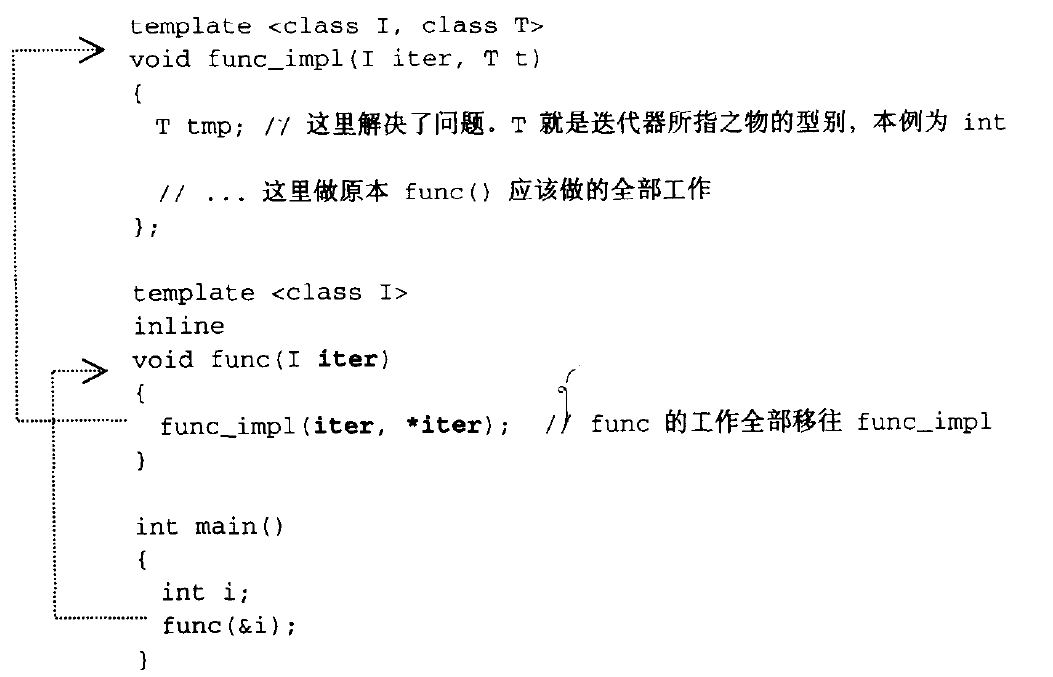 template <class I, class T>
void func_impl(I iter, T t)
{
T tmp; // 这里解决了问题。T 就是迭代器所指之物的型别，本例为 int
// ... 这里做原本 func() 应该做的全部工作
};
template <class I>
inline
void func(I iter)
{
func_impl(iter, *iter); // func 的工作全部移往 func_impl
}
int main()
{
int i;
func(&i);
}